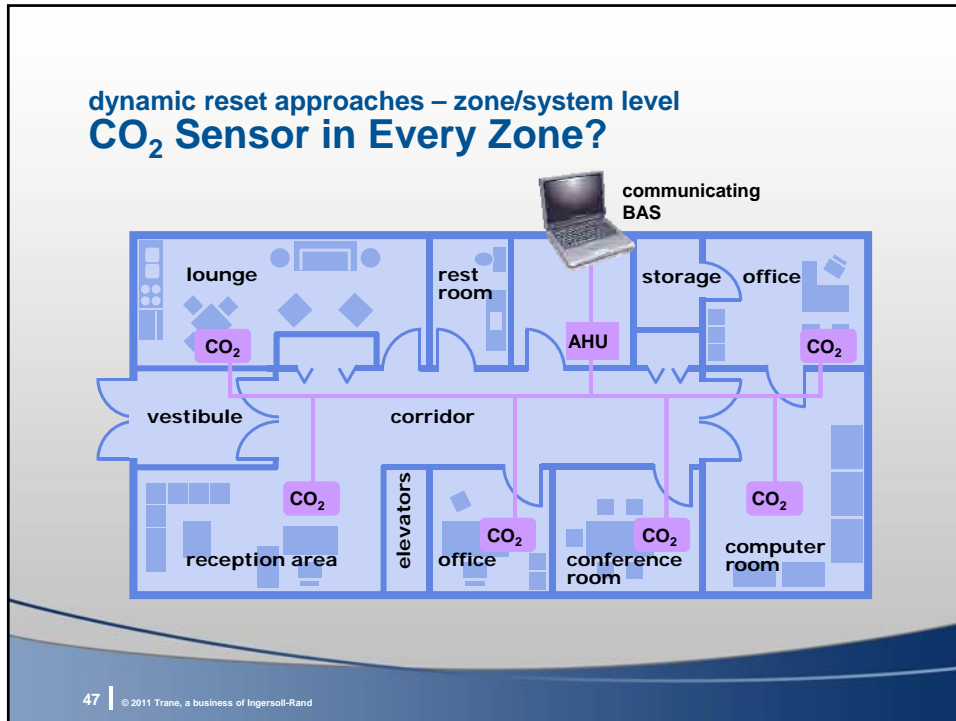 dynamic reset approaches – zone/system level
CO₂ Sensor in Every Zone?
communicating
BAS
lounge
rest
room
storage
office
CO₂
AHU
CO₂
vestibule
corridor
CO₂
elevators
CO₂
CO₂
CO₂
reception area
office
conference
room
computer
room
47
© 2011 Trane, a business of Ingersoll-Rand